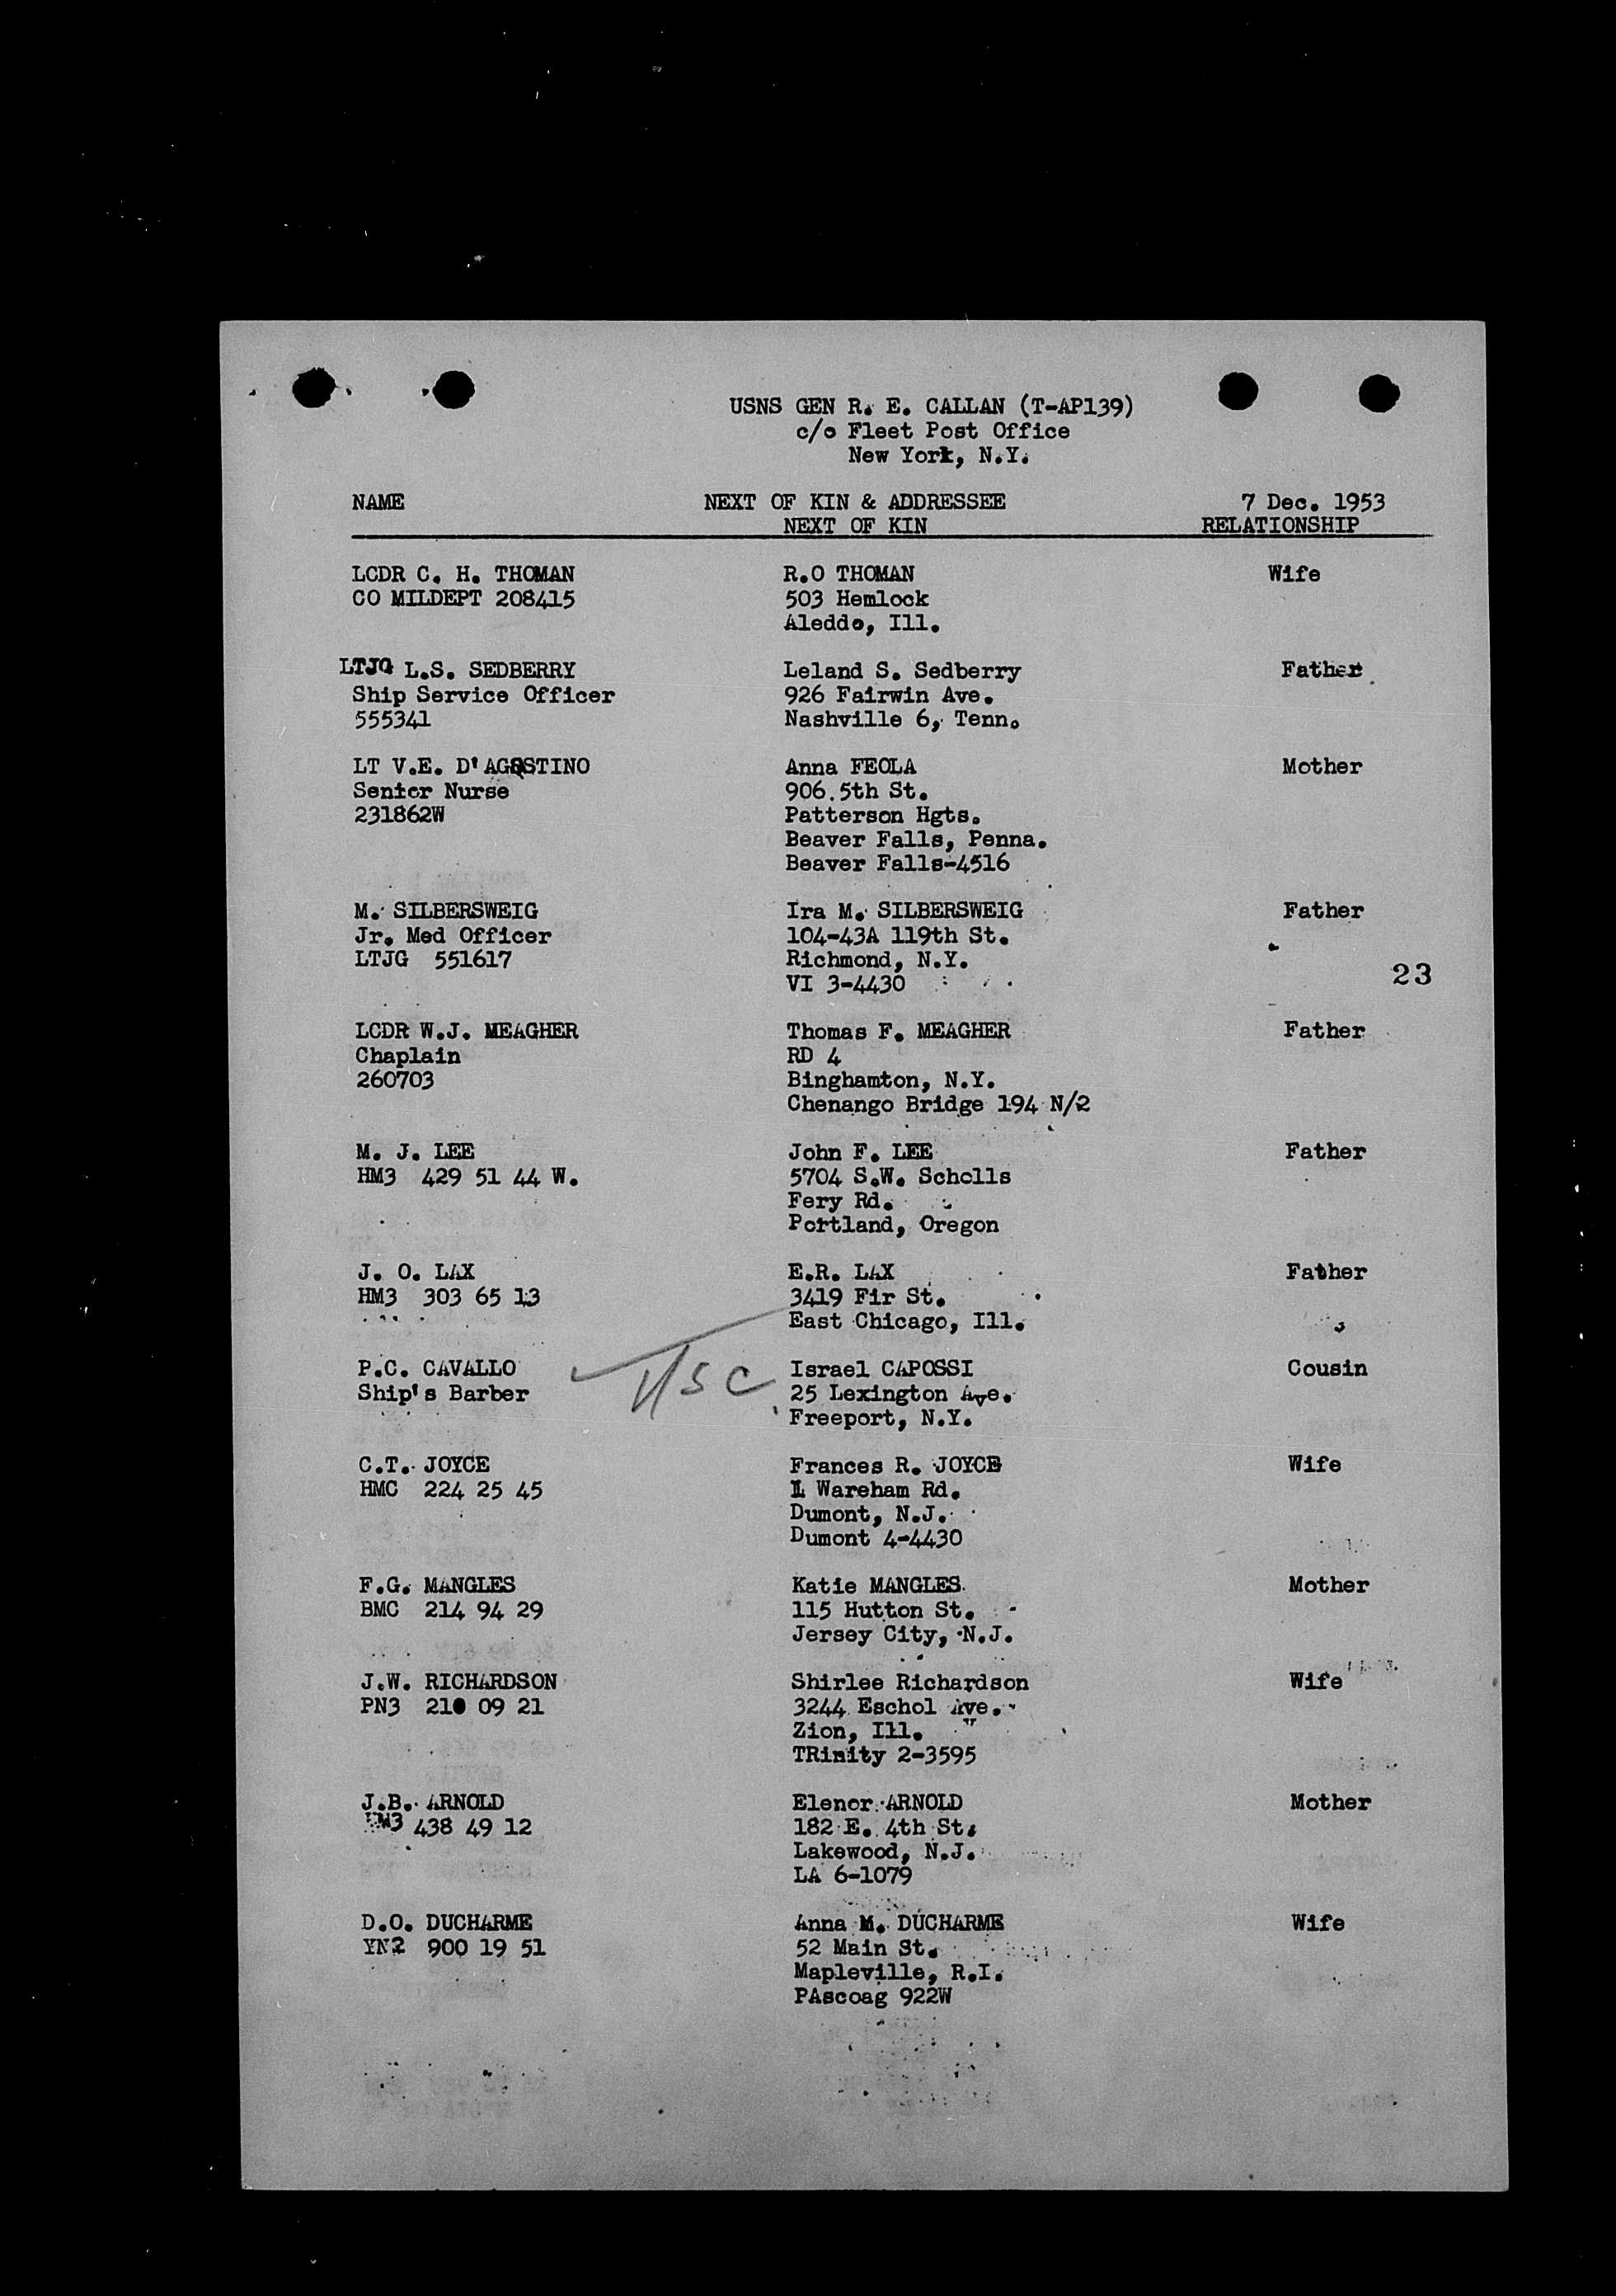 USNS GEN R. E. CALLAN (T-AP139)
c/o Fleet Post Office
New York, N.Y.
NAME NEXT OF KIN & ADDRESSEE 7 Dec. 1953
NEXT OF KIN RELATIONSHIP
LCDR C. H. THOMAN R.O THOMAN Wife
CO MILDEPT 208415 503 Hemlock
Aleddo, Ill.
LTJG L.S. SEDBERRY Leland S. Sedberry Father
Ship Service Officer 926 Fairwin Ave.
555341 Nashville 6, Tenn.
LT V.E. D'AGOSTINO Anna FEOLA Mother
Senior Nurse 906 5th St.
231862W Patterson Hgts.
Beaver Falls, Penna.
Beaver Falls-4516
M. SILBERSWEIG Ira M. SILBERSWEIG Father
Jr. Med Officer 104-43A 119th St.
LTJG 551617 Richmond, N.Y.
23
VI 3-4430
LCDR W.J. MEAGHER Thomas F. MEAGHER Father
Chaplain RD 4
260703 Binghamton, N.Y.
Chenango Bridge 194 N/2
M. J. LEE John F. LEE Father
HM3 429 51 44 W. 5704 S.W. Scholls
Fery Rd.
Portland, Oregon
J. O. LAX E.R. LAX Father
HM3 303 65 13 3419 Fir St.
East Chicago, Ill.
P.C. CAVALLO Israel CAPOSSI Cousin
Ship's Barber 25 Lexington Ave.
Freeport, N.Y.
C.T. JOYCE Frances R. JOYCE Wife
HMC 224 25 45 1 Wareham Rd.
Dumont, N.J.
Dumont 4-4430
F.G. MANGLES Katie MANGLES Mother
BMC 214 94 29 115 Hutton St.
Jersey City, N.J.
J.W. RICHARDSON Shirlee Richardson Wife
PN3 210 09 21 3244 Eschol Ave.
Zion, Ill.
TRinity 2-3595
J.B. ARNOLD Elenor ARNOLD Mother
438 49 12 182 E. 4th St.
Lakewood, N.J.
LA 6-1079
D.O. DUCHARME Anna M. DUCHARME Wife
YN2 900 19 51 52 Main St.
Mapleville, R.I.
PAscoag 922W